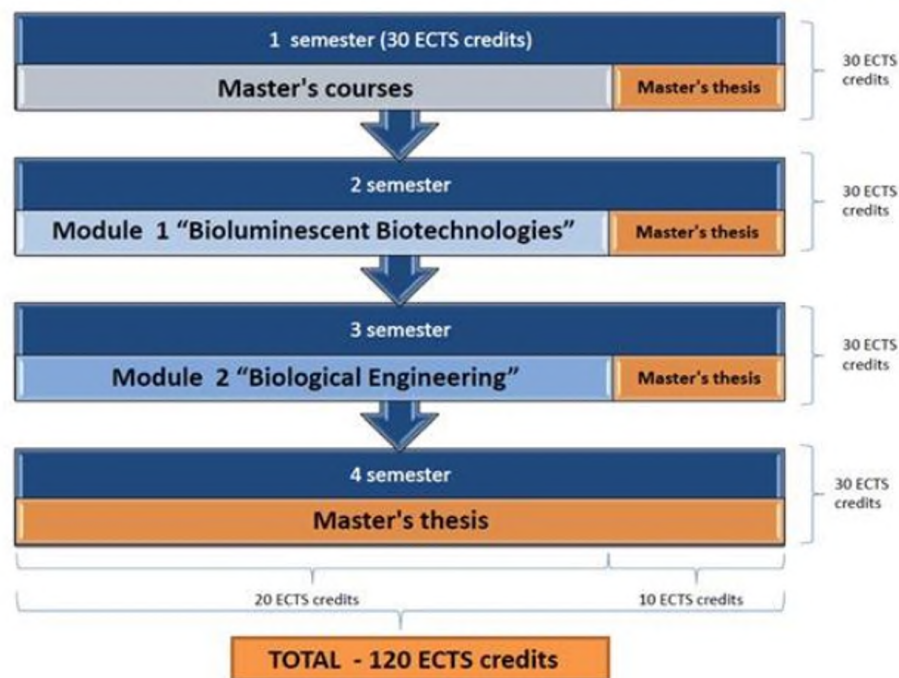 1 semester (30 ECTS credits)
Master's courses
Master's thesis
30 ECTS
credits
2 semester
Module 1 “Bioluminescent Biotechnologies”
Master's thesis
30 ECTS
credits
3 semester
Module 2 “Biological Engineering”
Master's thesis
30 ECTS
credits
4 semester
Master's thesis
30 ECTS
credits
20 ECTS credits
10 ECTS credits
TOTAL - 120 ECTS credits